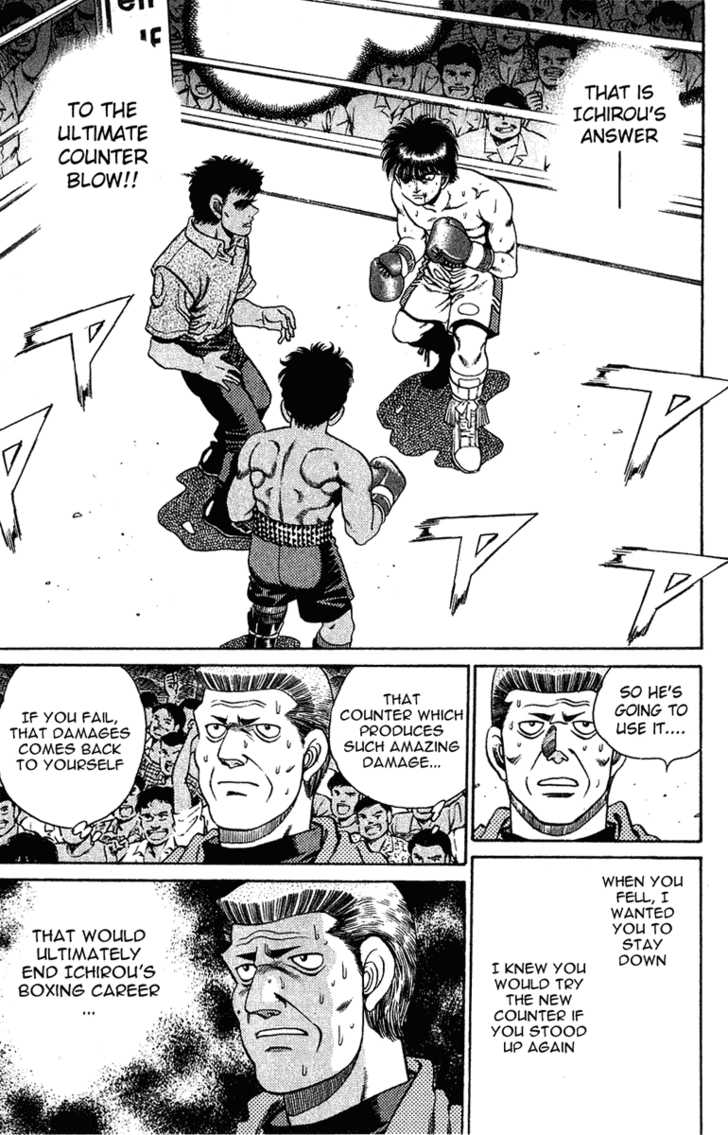 THAT IS
ICHIROU'S
ANSWER
—
TO THE
ULTIMATE
COUNTER
BLOW!!
SO HE'S
GOING TO
USE IT....
THAT
COUNTER WHICH
PRODUCES
SUCH AMAZING
DAMAGE...
IF YOU FAIL,
THAT DAMAGES
COMES BACK
TO YOURSELF
WHEN YOU
FELL, I
WANTED
YOU TO
STAY
DOWN
I KNEW YOU
WOULD TRY
THE NEW
COUNTER IF
YOU STOOD
UP AGAIN
THAT WOULD
ULTIMATELY
END ICHIROU'S
BOXING CAREER
...